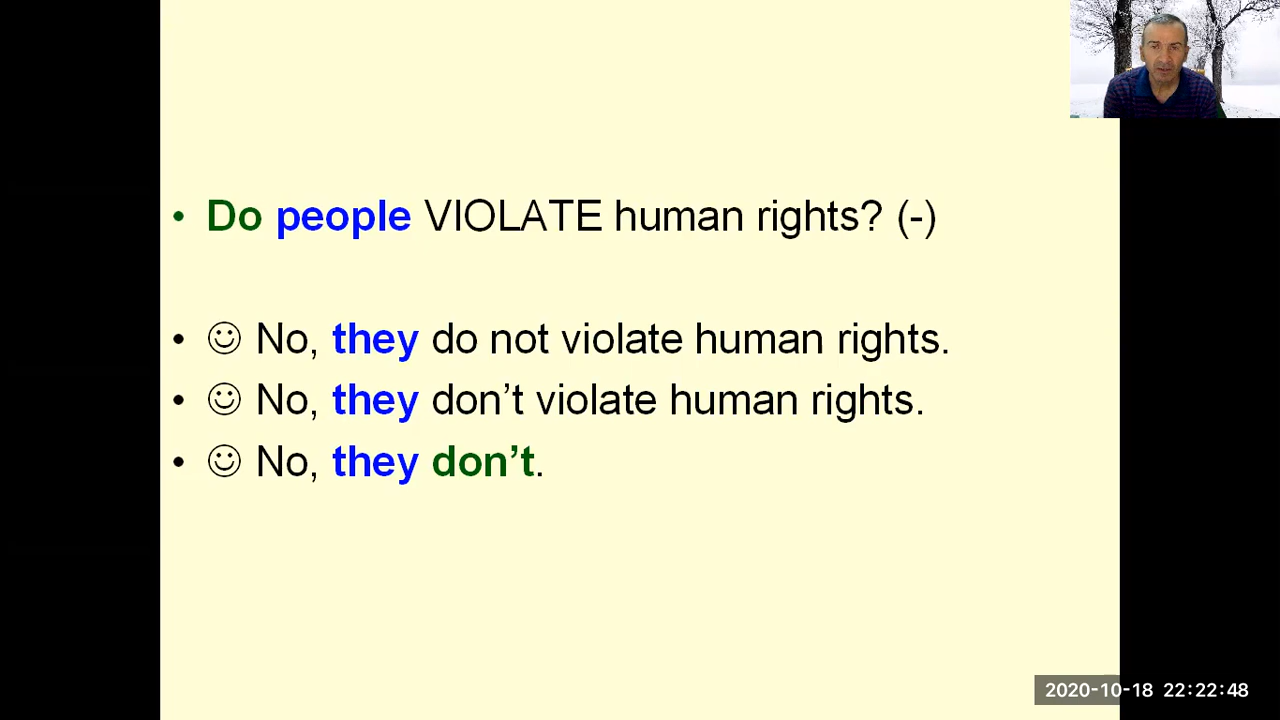 • Do people VIOLATE human rights? (-)
• ☺ No, they do not violate human rights.
• ☺ No, they don’t violate human rights.
• ☺ No, they don’t.
2020-10-18 22:22:48